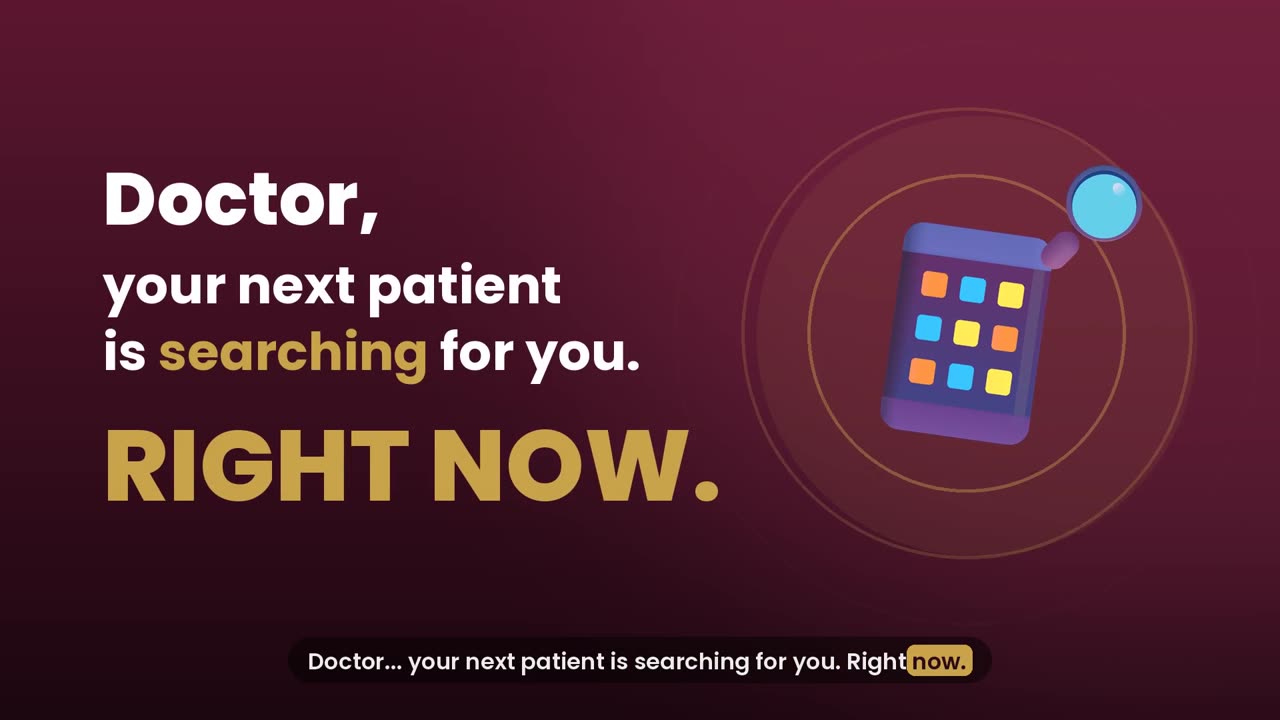 Doctor,
your next patient
is searching for you.
RIGHT NOW.
Doctor... your next patient is searching for you. Right now.